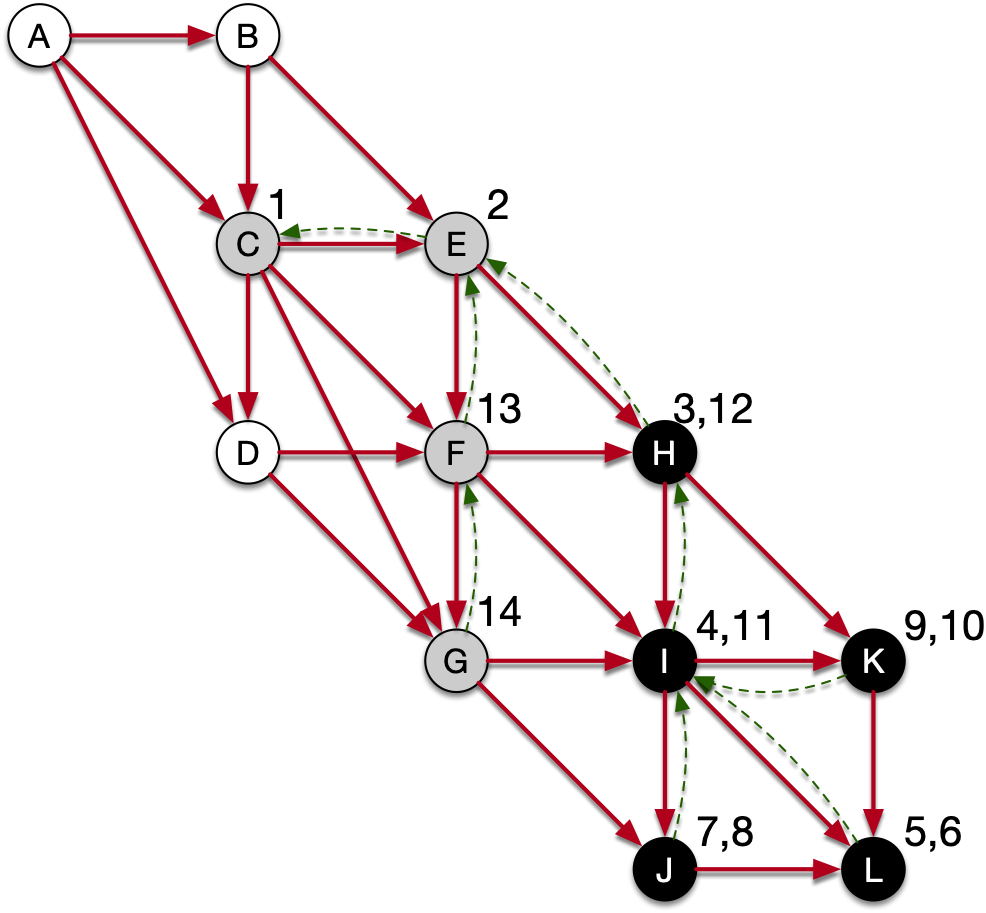 A B
1 2
C E
13 3,12
D F H
14 4,11 9,10
G I K
7,8 5,6
J L